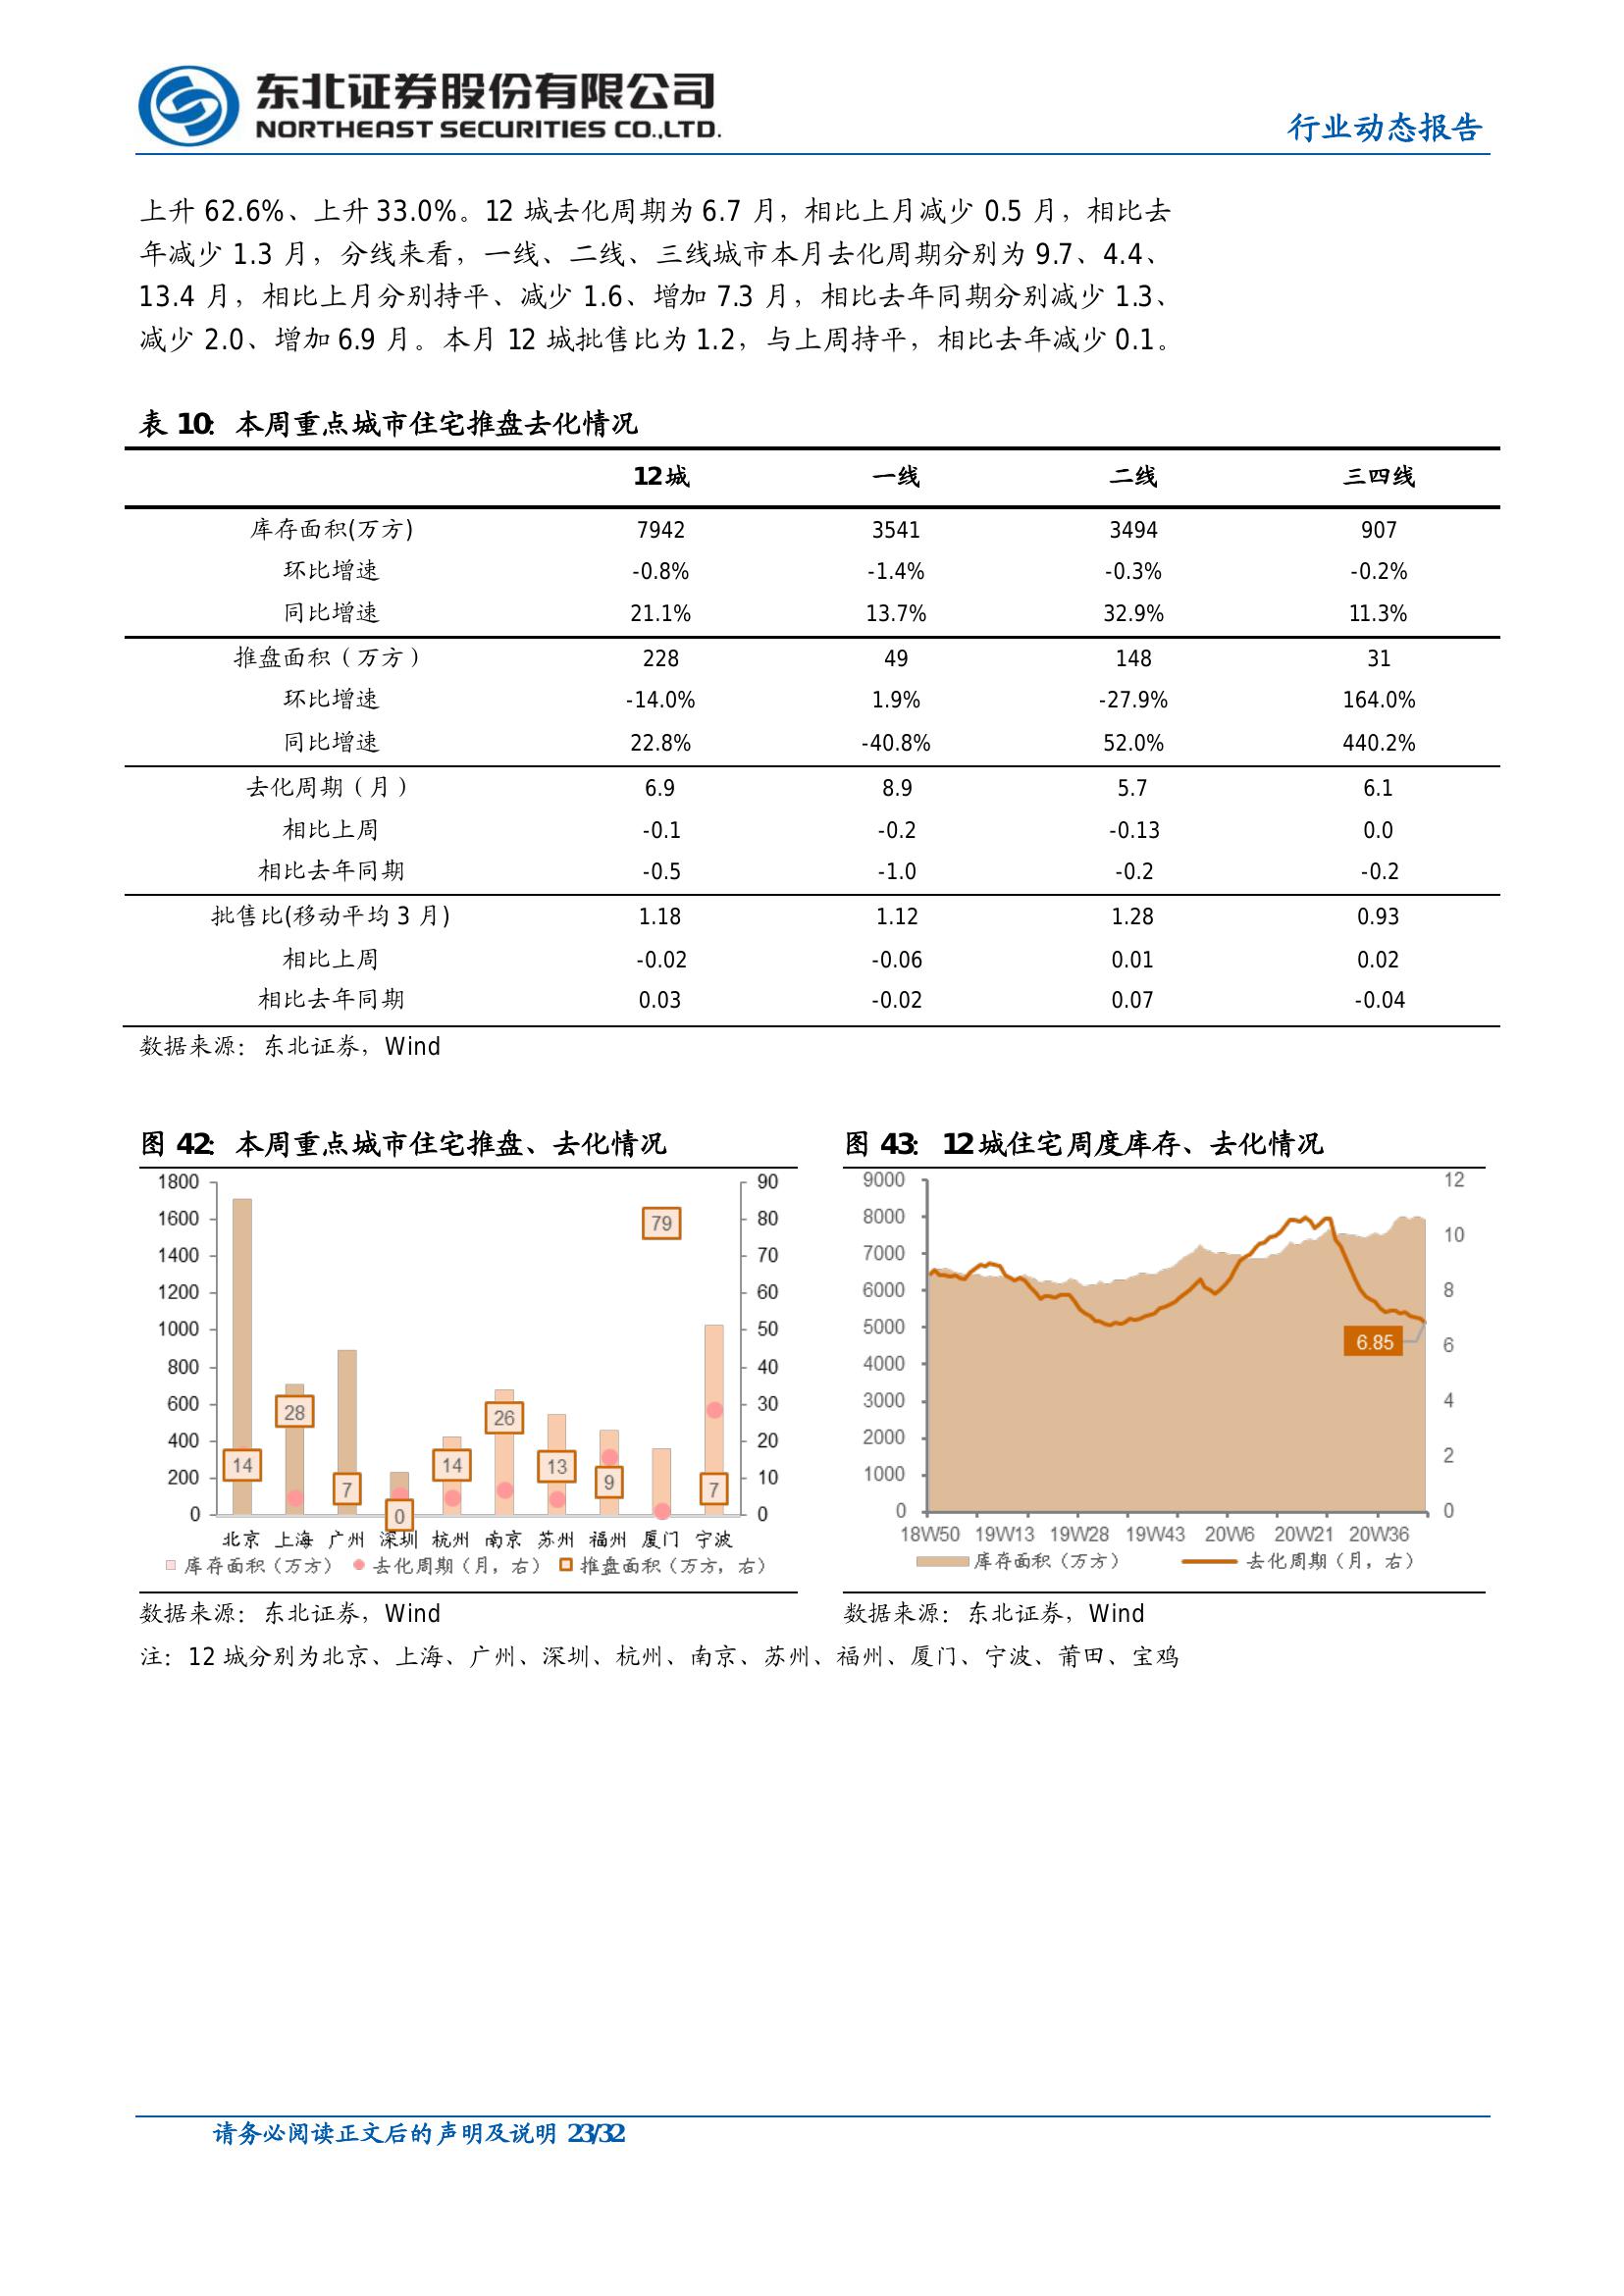 东北证券股份有限公司
NORTHEAST SECURITIES CO.,LTD.
行业动态报告
上升 62.6%、上升 33.0%。12 城去化周期为 6.7 月，相比上月减少 0.5 月，相比去
年减少 1.3 月，分线来看，一线、二线、三线城市本月去化周期分别为 9.7、4.4、
13.4 月，相比上月分别持平、减少 1.6、增加 7.3 月，相比去年同期分别减少 1.3、
减少 2.0、增加 6.9 月。本月 12 城批售比为 1.2，与上周持平，相比去年减少 0.1。
表 10：本周重点城市住宅推盘去化情况
12城 一线 二线 三四线
库存面积(万方) 7942 3541 3494 907
环比增速 -0.8% -1.4% -0.3% -0.2%
同比增速 21.1% 13.7% 32.9% 11.3%
推盘面积（万方） 228 49 148 31
环比增速 -14.0% 1.9% -27.9% 164.0%
同比增速 22.8% -40.8% 52.0% 440.2%
去化周期（月） 6.9 8.9 5.7 6.1
相比上周 -0.1 -0.2 -0.13 0.0
相比去年同期 -0.5 -1.0 -0.2 -0.2
批售比(移动平均 3 月) 1.18 1.12 1.28 0.93
相比上周 -0.02 -0.06 0.01 0.02
相比去年同期 0.03 -0.02 0.07 -0.04
数据来源：东北证券，Wind
图 42：本周重点城市住宅推盘、去化情况
1800 90
1600 80
1400 70
1200 60
1000 50
800 40
600 30
400 20
200 10
0 0
14 28 7 0 14 26 13 9 79 7
北京 上海 广州 深圳 杭州 南京 苏州 福州 厦门 宁波
库存面积（万方） 去化周期（月，右） 推盘面积（万方，右）
数据来源：东北证券，Wind
图 43：12城住宅周度库存、去化情况
9000 12
8000 10
7000
6000 8
5000 6
4000 4
3000
2000 2
1000
0 0
6.85
18W50 19W13 19W28 19W43 20W6 20W21 20W36
库存面积（万方） 去化周期（月，右）
数据来源：东北证券，Wind
注：12 城分别为北京、上海、广州、深圳、杭州、南京、苏州、福州、厦门、宁波、莆田、宝鸡
请务必阅读正文后的声明及说明 23/32